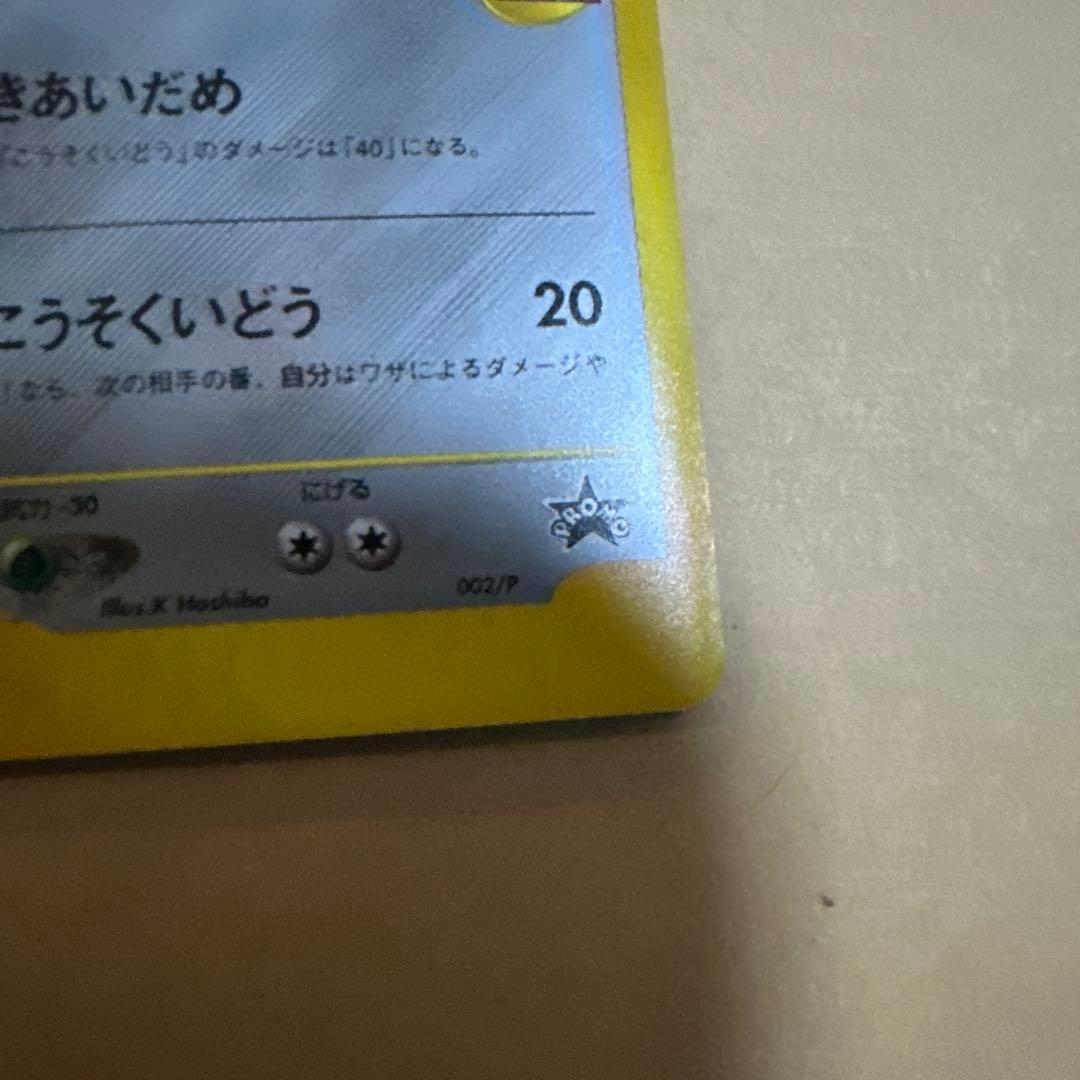 きあいだめ
「こうそくいどう」のダメージは「40」になる。
こうそくいどう 20
なら、次の相手の番、自分はワザによるダメージや
抗力 -30
にげる
PROMO
Illus.K Hoshiba
002/P